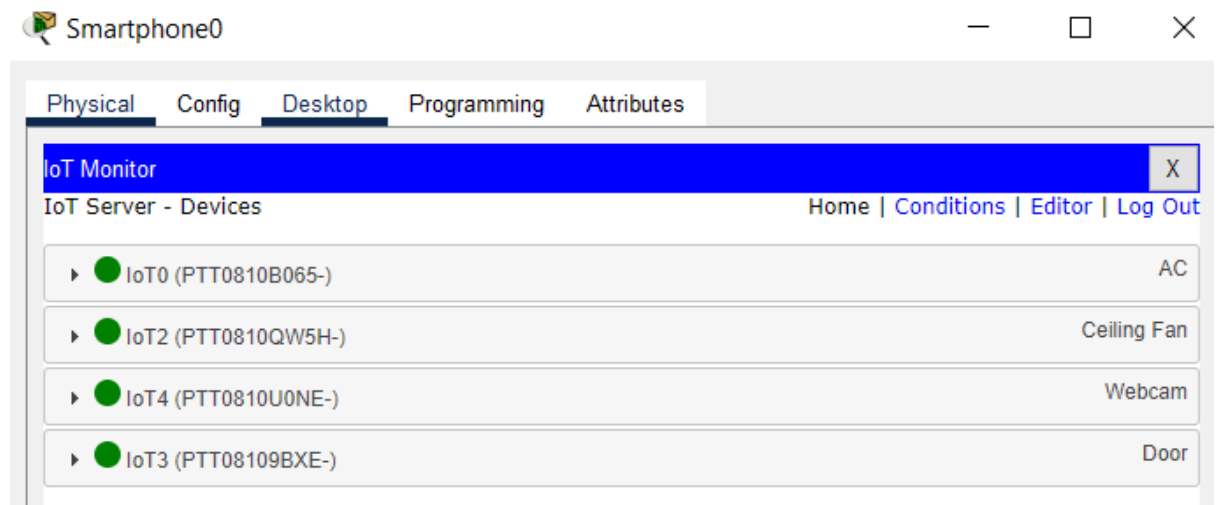 Smartphone0
Physical Config Desktop Programming Attributes
IoT Monitor X
IoT Server - Devices Home | Conditions | Editor | Log Out
IoT0 (PTT0810B065-) AC
IoT2 (PTT0810QW5H-) Ceiling Fan
IoT4 (PTT0810U0NE-) Webcam
IoT3 (PTT08109BXE-) Door